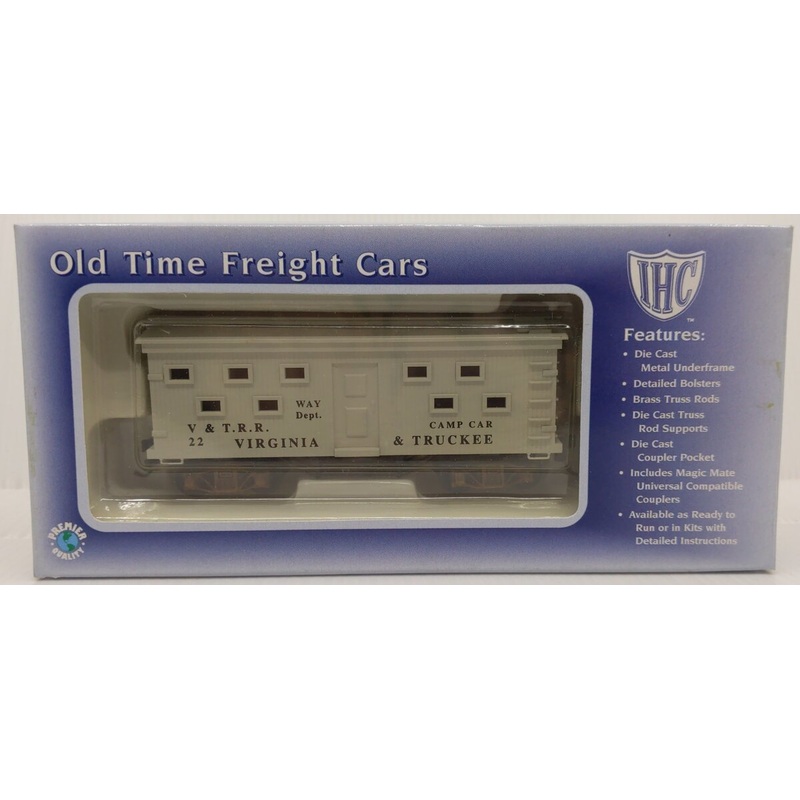 Old Time Freight Cars
IHC
™
Features:
• Die Cast
Metal Underframe
• Detailed Bolsters
• Brass Truss Rods
• Die Cast Truss
Rod Supports
• Die Cast
Coupler Pocket
• Includes Magic Mate
Universal Compatible
Couplers
• Available as Ready to
Run or in Kits with
Detailed Instructions
WAY
Dept.
V & T.R.R.
22 VIRGINIA
CAMP CAR
& TRUCKEE
PREMIER
QUALITY